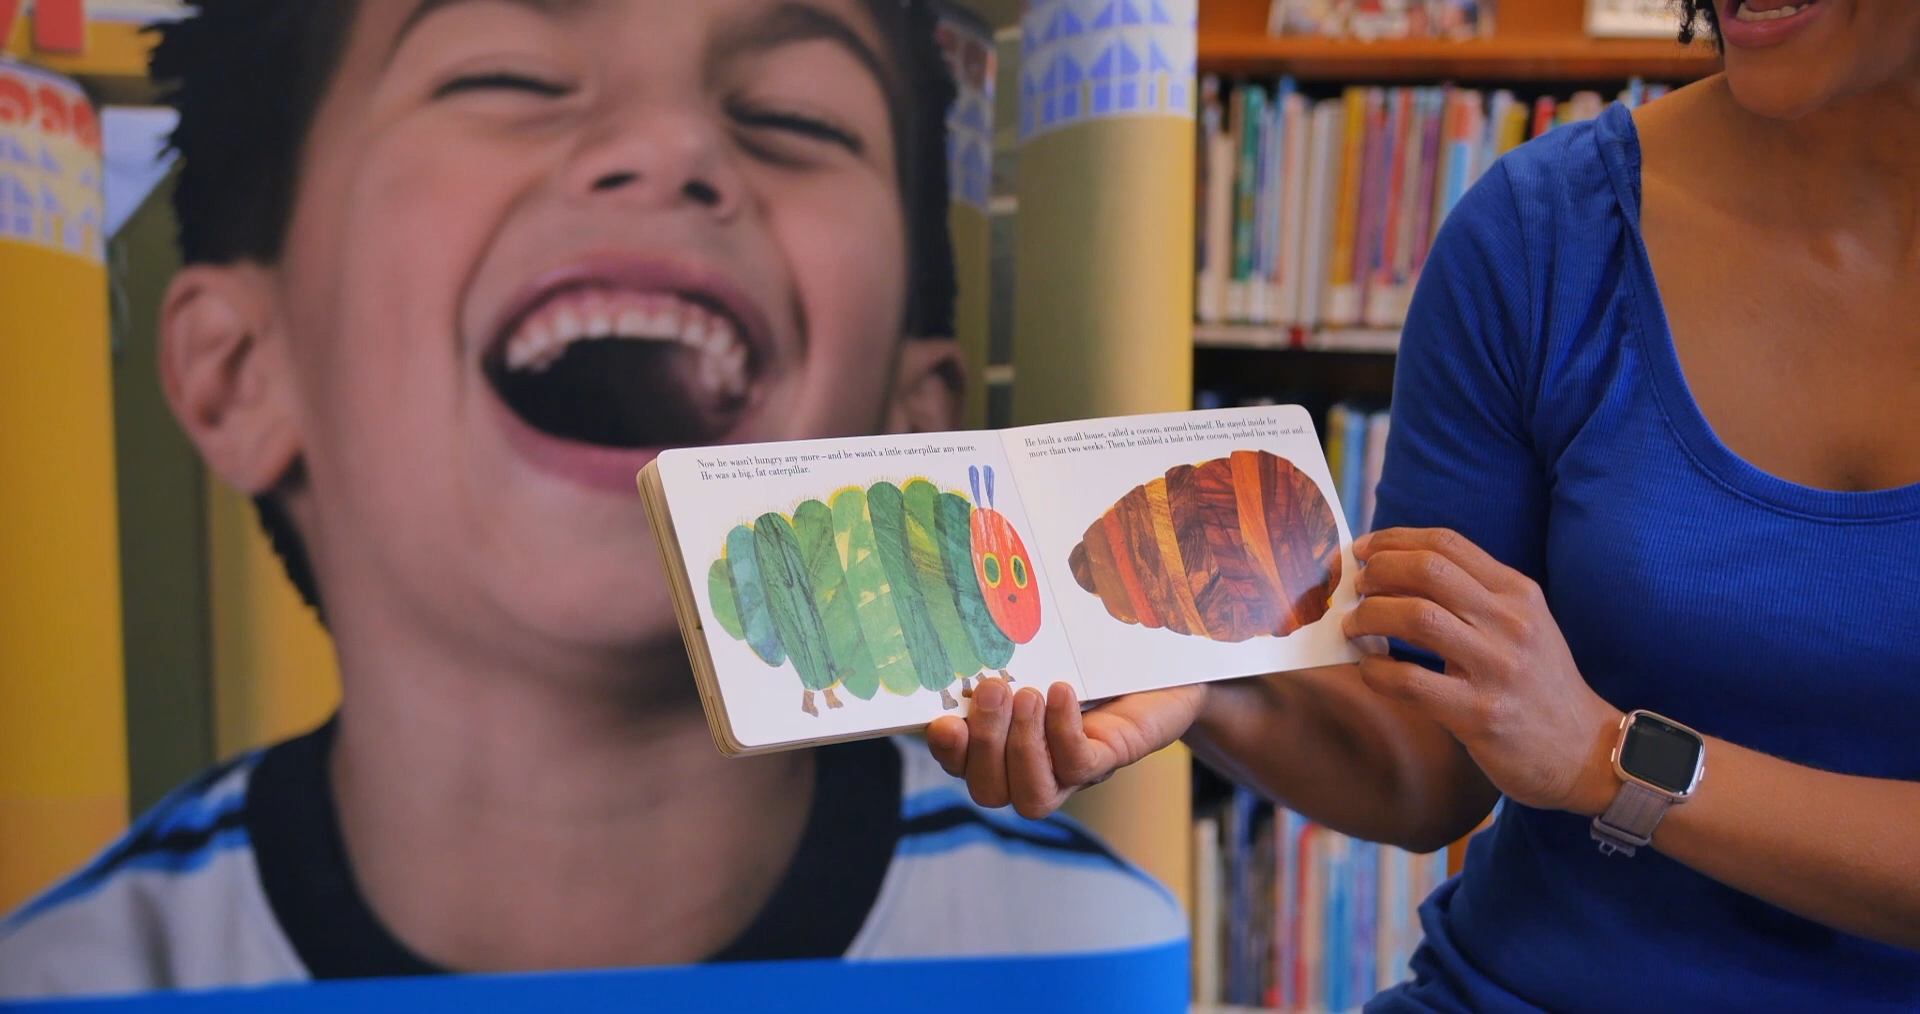 Now he wasn't hungry any more—and he wasn't a little caterpillar any more.
He was a big, fat caterpillar.
He built a small house, called a cocoon, around himself. He stayed inside for
more than two weeks. Then he nibbled a hole in the cocoon, pushed his way out and...